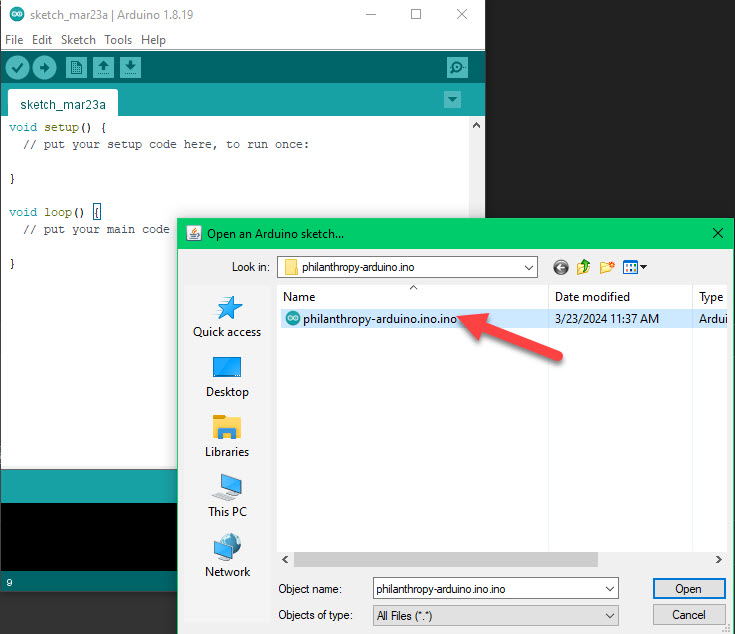 sketch_mar23a | Arduino 1.8.19
File Edit Sketch Tools Help
sketch_mar23a
void setup() {
// put your setup code here, to run once:
}
void loop() {
// put your main code
}
9
Open an Arduino sketch...
Look in: philanthropy-arduino.ino
Name Date modified Type
philanthropy-arduino.ino.ino 3/23/2024 11:37 AM Ardui
Quick access
Desktop
Libraries
This PC
Network
Object name: philanthropy-arduino.ino.ino Open
Objects of type: All Files (*.*) Cancel